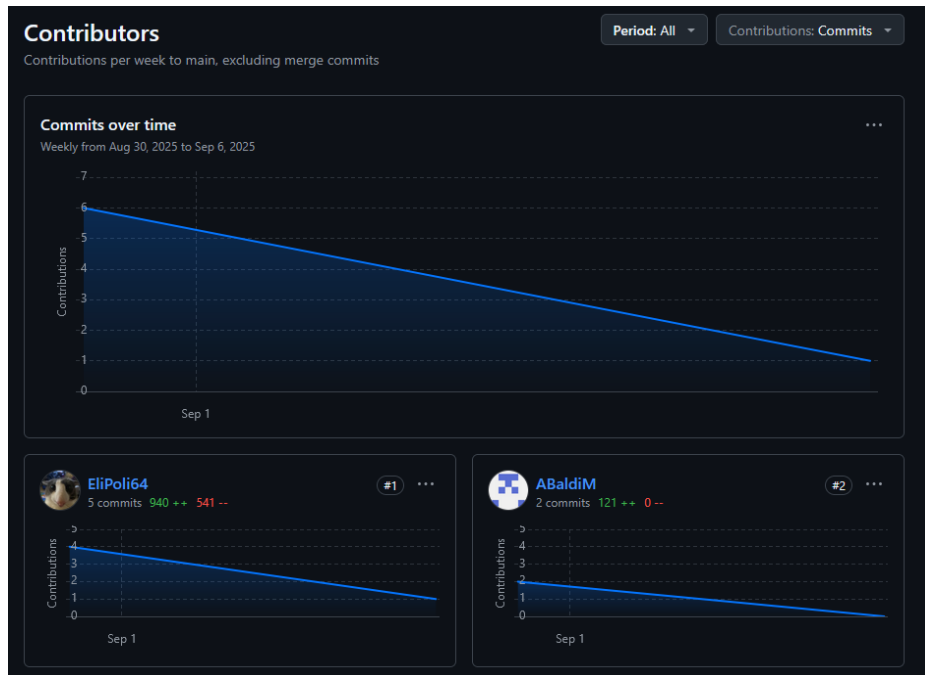 Contributors
Period: All
Contributions: Commits
Contributions per week to main, excluding merge commits
Commits over time
Weekly from Aug 30, 2025 to Sep 6, 2025
7
6
5
4
3
2
1
0
Contributions
Sep 1
EliPoli64
#1
5 commits 940 ++ 541 --
5
4
3
2
1
0
Contributions
Sep 1
ABaldiM
#2
2 commits 121 ++ 0 --
5
4
3
2
1
0
Contributions
Sep 1